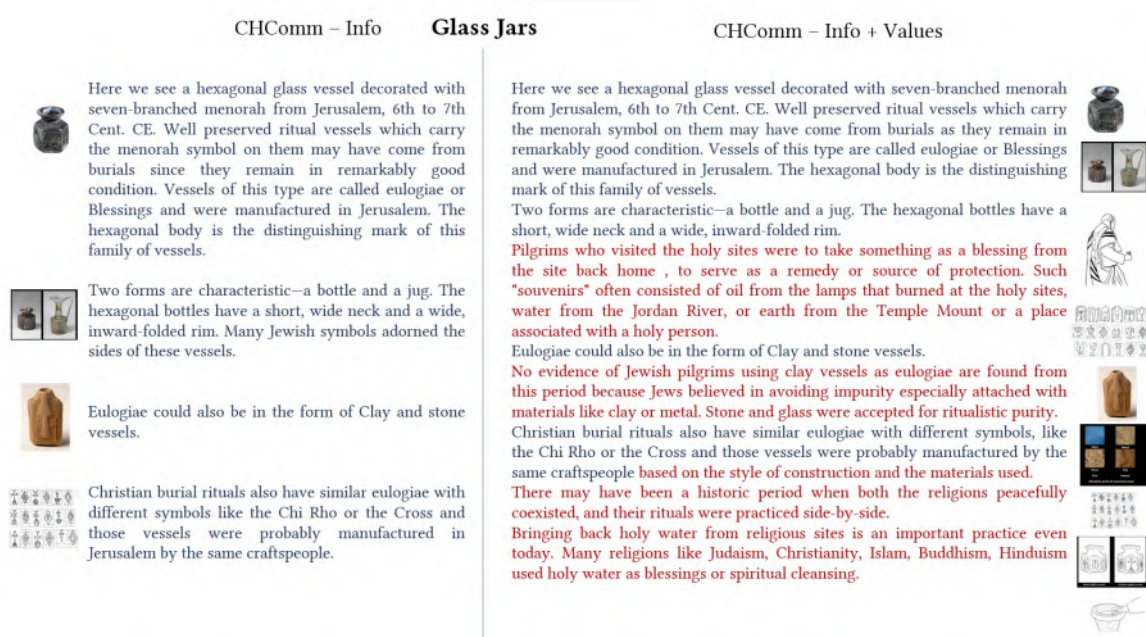 CHComm – Info
Glass Jars
CHComm – Info + Values
Here we see a hexagonal glass vessel decorated with
seven-branched menorah from Jerusalem, 6th to 7th
Cent. CE. Well preserved ritual vessels which carry
the menorah symbol on them may have come from
burials since they remain in remarkably good
condition. Vessels of this type are called eulogiae or
Blessings and were manufactured in Jerusalem. The
hexagonal body is the distinguishing mark of this
family of vessels.
Two forms are characteristic—a bottle and a jug. The
hexagonal bottles have a short, wide neck and a wide,
inward-folded rim. Many Jewish symbols adorned the
sides of these vessels.
Eulogiae could also be in the form of Clay and stone
vessels.
Christian burial rituals also have similar eulogiae with
different symbols like the Chi Rho or the Cross and
those vessels were probably manufactured in
Jerusalem by the same craftspeople.
Here we see a hexagonal glass vessel decorated with seven-branched menorah
from Jerusalem, 6th to 7th Cent. CE. Well preserved ritual vessels which carry
the menorah symbol on them may have come from burials as they remain in
remarkably good condition. Vessels of this type are called eulogiae or Blessings
and were manufactured in Jerusalem. The hexagonal body is the distinguishing
mark of this family of vessels.
Two forms are characteristic—a bottle and a jug. The hexagonal bottles have a
short, wide neck and a wide, inward-folded rim.
Pilgrims who visited the holy sites were to take something as a blessing from
the site back home , to serve as a remedy or source of protection. Such
"souvenirs" often consisted of oil from the lamps that burned at the holy sites,
water from the Jordan River, or earth from the Temple Mount or a place
associated with a holy person.
Eulogiae could also be in the form of Clay and stone vessels.
No evidence of Jewish pilgrims using clay vessels as eulogiae are found from
this period because Jews believed in avoiding impurity especially attached with
materials like clay or metal. Stone and glass were accepted for ritualistic purity.
Christian burial rituals also have similar eulogiae with different symbols, like
the Chi Rho or the Cross and those vessels were probably manufactured by the
same craftspeople based on the style of construction and the materials used.
There may have been a historic period when both the religions peacefully
coexisted, and their rituals were practiced side-by-side.
Bringing back holy water from religious sites is an important practice even
today. Many religions like Judaism, Christianity, Islam, Buddhism, Hinduism
used holy water as blessings or spiritual cleansing.